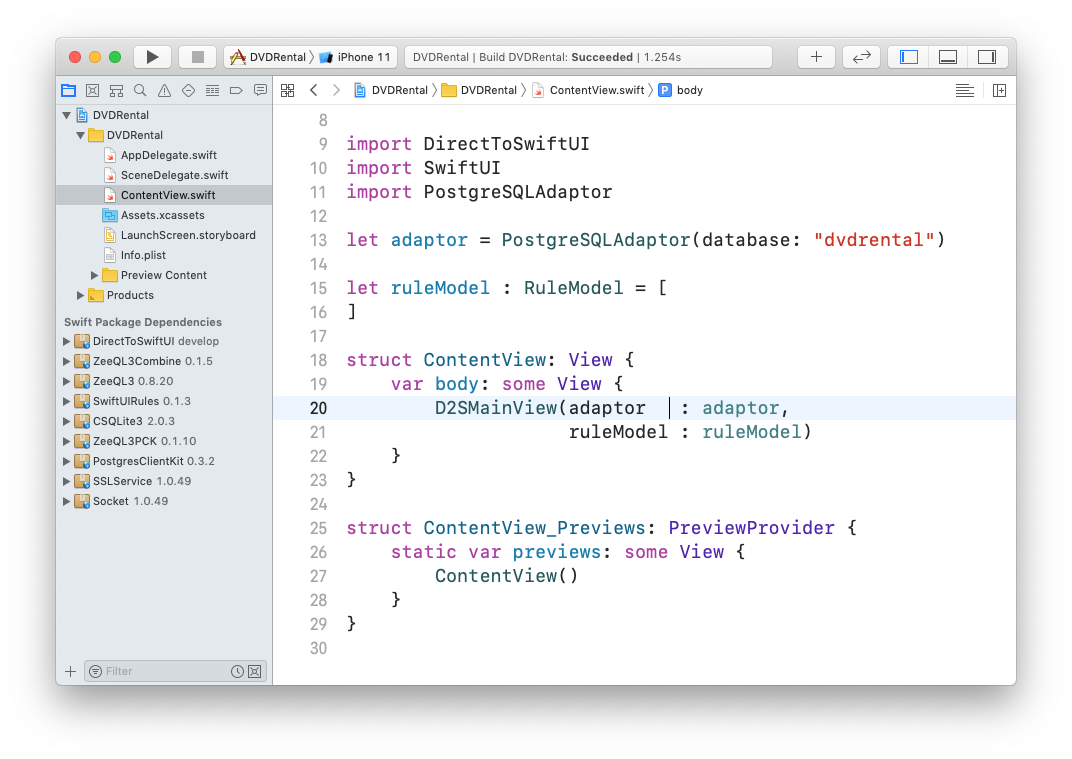 DVDRental iPhone 11 DVDRental | Build DVDRental: Succeeded | 1.254s
DVDRental DVDRental ContentView.swift P body
DVDRental
DVDRental
AppDelegate.swift
SceneDelegate.swift
ContentView.swift
Assets.xcassets
LaunchScreen.storyboard
Info.plist
Preview Content
Products
Swift Package Dependencies
DirectToSwiftUI develop
ZeeQL3Combine 0.1.5
ZeeQL3 0.8.20
SwiftUIRules 0.1.3
CSQLite3 2.0.3
ZeeQL3PCK 0.1.10
PostgresClientKit 0.3.2
SSLService 1.0.49
Socket 1.0.49
Filter
8
9 import DirectToSwiftUI
10 import SwiftUI
11 import PostgreSQLAdaptor
12
13 let adaptor = PostgreSQLAdaptor(database: "dvdrental")
14
15 let ruleModel : RuleModel = [
16 ]
17
18 struct ContentView: View {
19     var body: some View {
20         D2SMainView(adaptor   : adaptor,
21                     ruleModel : ruleModel)
22     }
23 }
24
25 struct ContentView_Previews: PreviewProvider {
26     static var previews: some View {
27         ContentView()
28     }
29 }
30